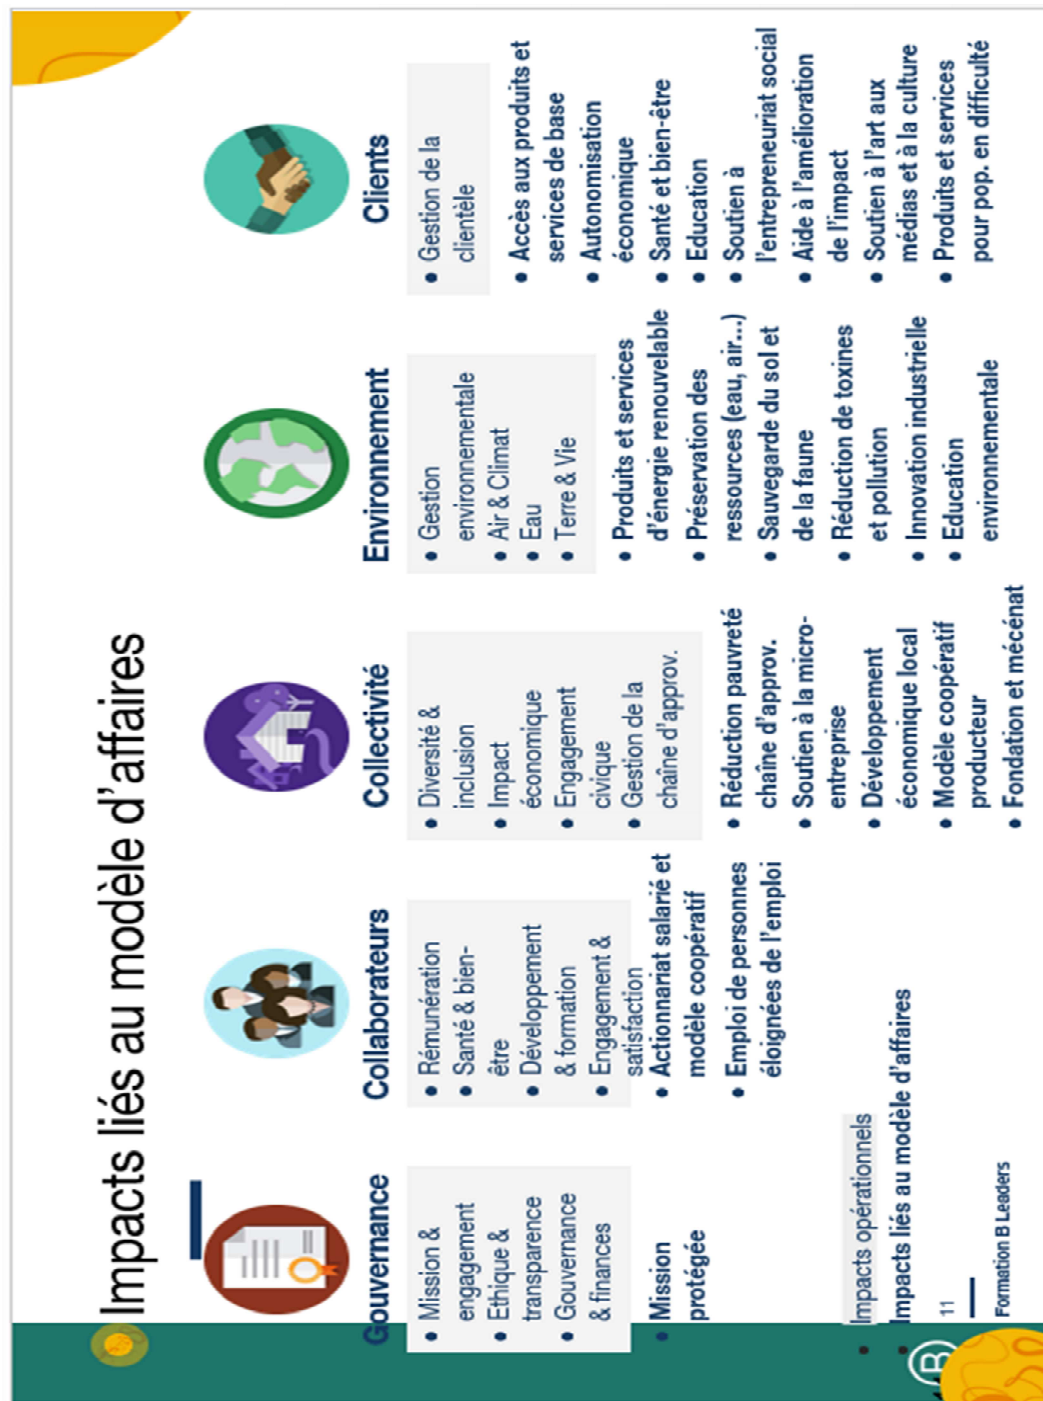 Impacts liés au modèle d'affaires
Gouvernance
• Mission &
engagement
• Ethique &
transparence
• Gouvernance
& finances
• Mission
protégée
Collaborateurs
• Rémunération
• Santé & bien-
être
• Développement
& formation
• Engagement &
satisfaction
• Actionnariat salarié et
modèle coopératif
• Emploi de personnes
éloignées de l'emploi
Collectivité
• Diversité &
inclusion
• Impact
économique
• Engagement
civique
• Gestion de la
chaîne d'approv.
• Réduction pauvreté
chaîne d'approv.
• Soutien à la micro-
entreprise
• Développement
économique local
• Modèle coopératif
producteur
• Fondation et mécénat
Environnement
• Gestion
environnementale
• Air & Climat
• Eau
• Terre & Vie
• Produits et services
d'énergie renouvelable
• Préservation des
ressources (eau, air...)
• Sauvegarde du sol et
de la faune
• Réduction de toxines
et pollution
• Innovation industrielle
• Education
environnementale
Clients
• Gestion de la
clientèle
• Accès aux produits et
services de base
• Autonomisation
économique
• Santé et bien-être
• Education
• Soutien à
l'entrepreneuriat social
• Aide à l'amélioration
de l'impact
• Soutien à l'art aux
médias et à la culture
• Produits et services
pour pop. en difficulté
• Impacts opérationnels
• Impacts liés au modèle d'affaires
B
11
Formation B Leaders